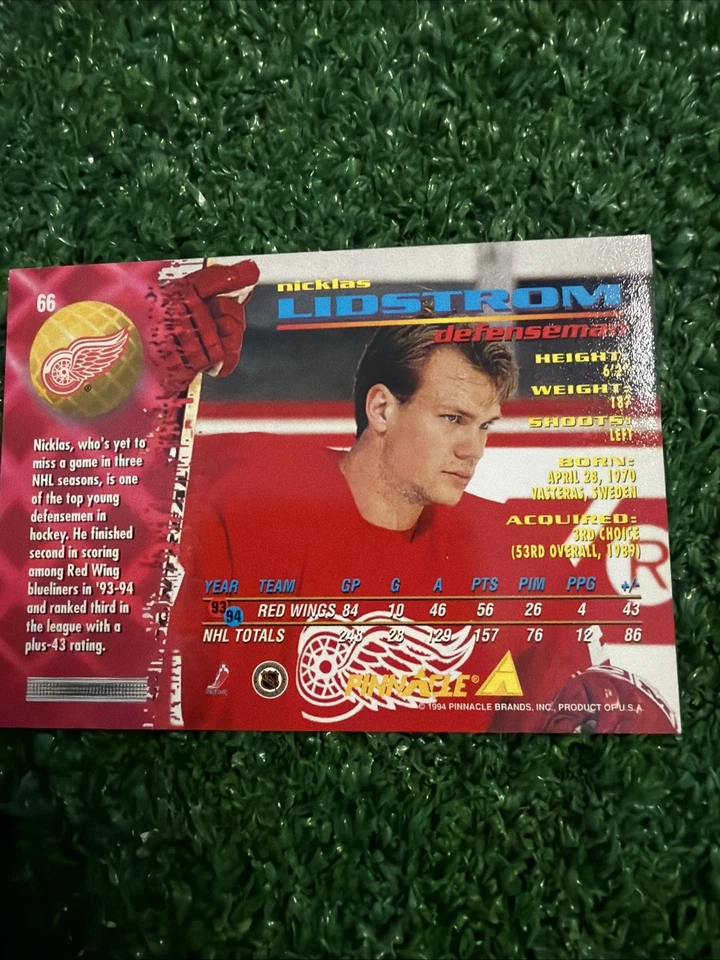 66
Nicklas, who's yet to
miss a game in three
NHL seasons, is one
of the top young
defensemen in
hockey. He finished
second in scoring
among Red Wing
blueliners in '93-94
and ranked third in
the league with a
plus-43 rating.
nicklas
LIDSTROM
defenseman
HEIGHT:
6'2"
WEIGHT:
SHOOTS:
LEFT
BORN:
APRIL 28, 1970
VASTERAS, SWEDEN
ACQUIRED:
3RD CHOICE
(53RD OVERALL, 1989)
YEAR TEAM GP G A PTS PIM PPG +/-
93 94 RED WINGS 84 10 46 56 26 4 43
NHL TOTALS 248 28 129 157 76 12 86
PINNACLE®
© 1994 PINNACLE BRANDS, INC., PRODUCT OF U.S.A.